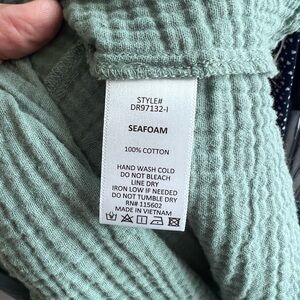 STYLE#
DR97132-I
SEAFOAM
100% COTTON
HAND WASH COLD
DO NOT BLEACH
LINE DRY
IRON LOW IF NEEDED
DO NOT TUMBLE DRY
RN# 115602
MADE IN VIETNAM